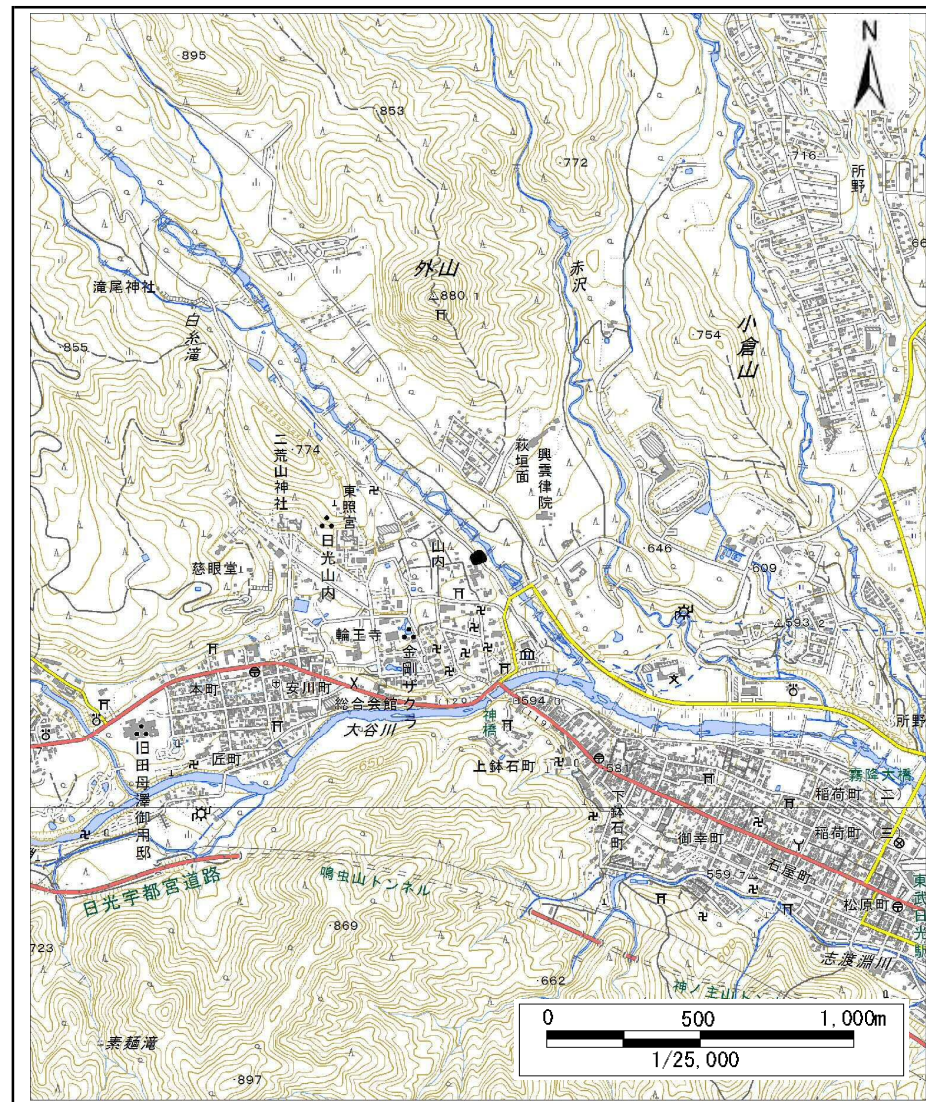 N
・895
・853
・772
・716
所野
外山
880.1
赤沢
滝尾神社
白糸滝
・855
・754
小倉山
・774
二荒山神社
東照宮
日光山内
萩垣面
興雲律院
山内
・646
609
慈眼堂
593.2
輪王寺
金剛ザクラ
本町
安川町
総合会館
大谷川
神橋
594
所野
霧降大橋
匠町
旧田母澤御用邸
上鉢石町
下鉢石町
稲荷町(二)
稲荷町(三)
御幸町
石屋町
559.7
松原町
東武日光駅
日光宇都宮道路
鳴虫山トンネル
志渡淵川
・869
723
・662
神ノ主山トン
素麺滝
・897
0 500 1,000m
1/25,000